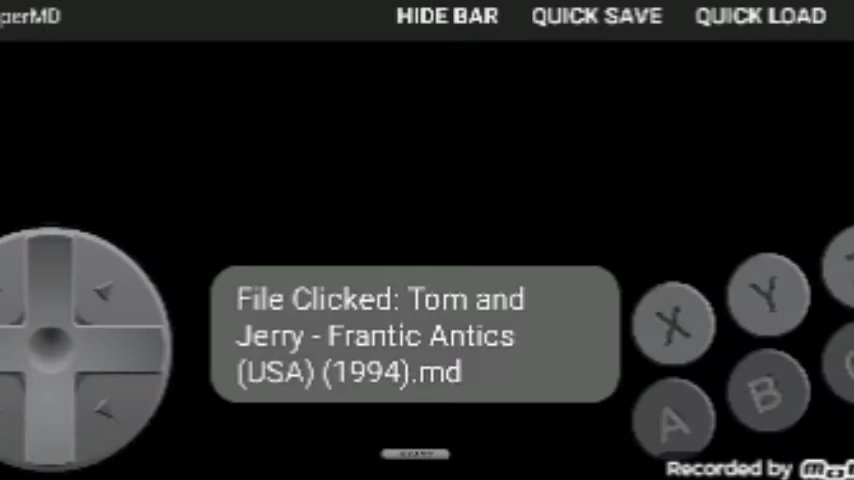 perMD
HIDE BAR QUICK SAVE QUICK LOAD
File Clicked: Tom and
Jerry - Frantic Antics
(USA) (1994).md
X Y
A B
Recorded by